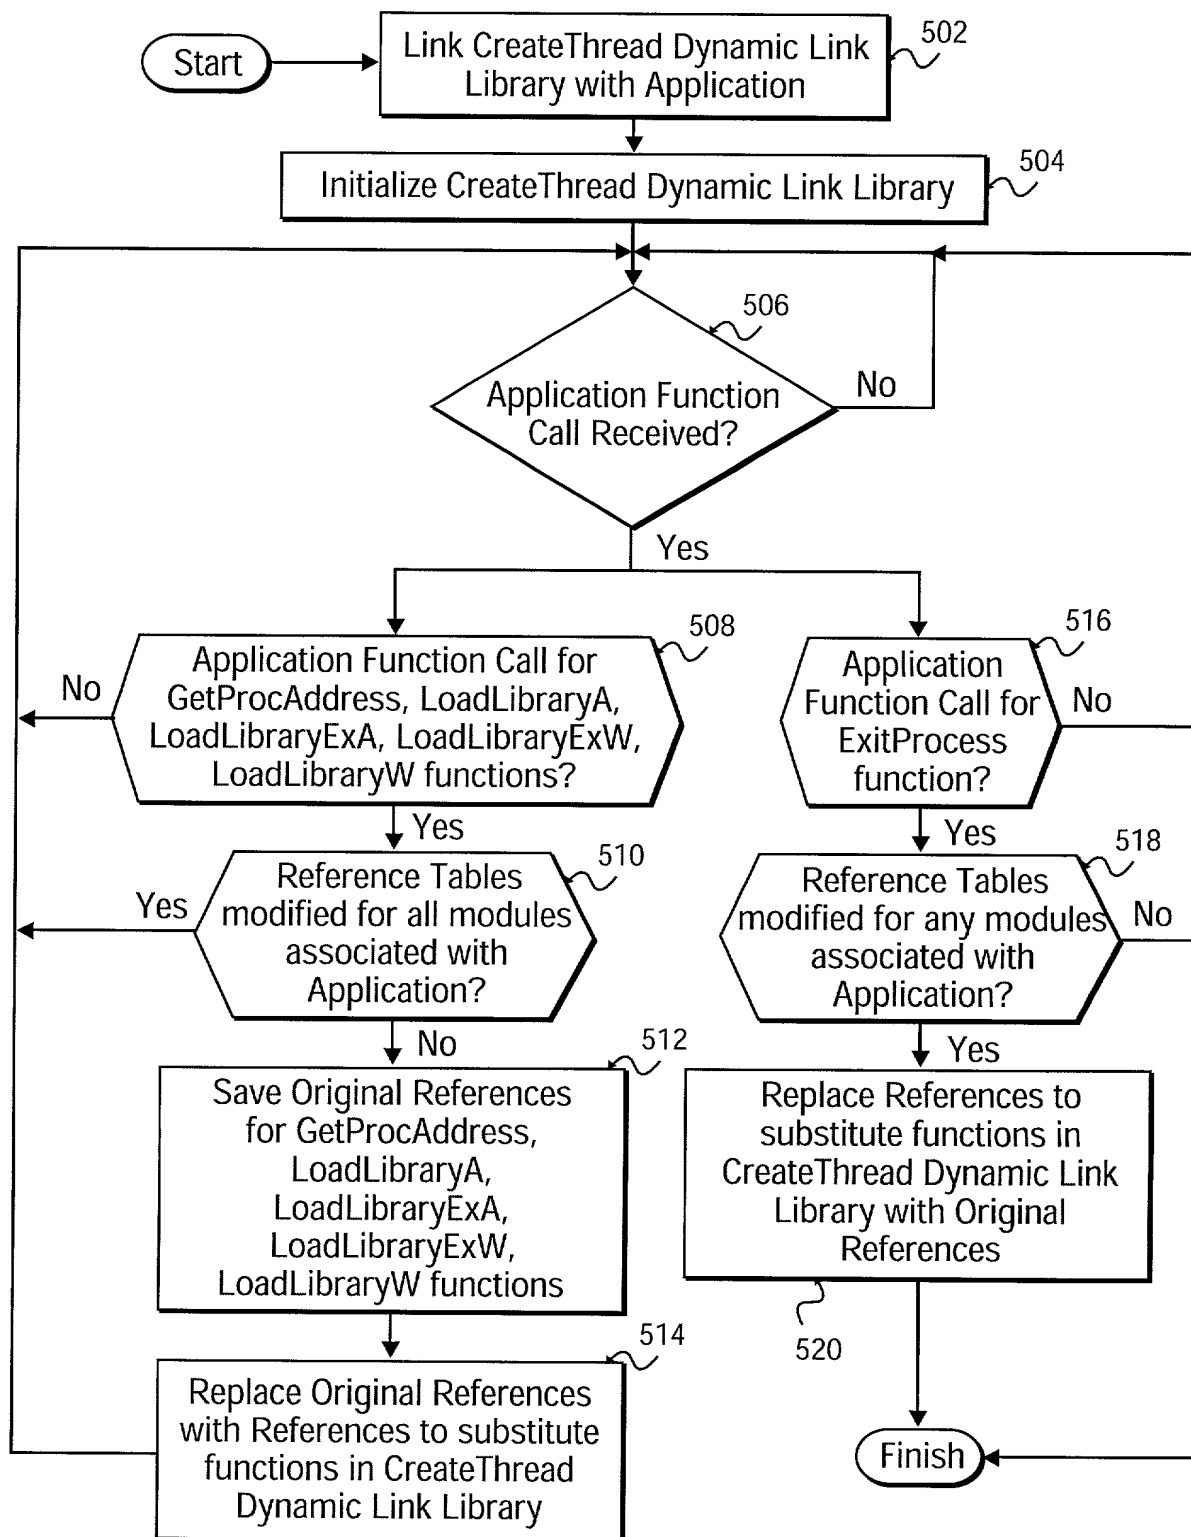 Start
Link CreateThread Dynamic Link
Library with Application
502
Initialize CreateThread Dynamic Link Library
504
506
Application Function
Call Received?
No
Yes
508
Application Function Call for
GetProcAddress, LoadLibraryA,
LoadLibraryExA, LoadLibraryExW,
LoadLibraryW functions?
No
Yes
516
Application
Function Call for
ExitProcess
function?
No
Yes
510
Reference Tables
modified for all modules
associated with
Application?
Yes
No
518
Reference Tables
modified for any modules
associated with
Application?
No
Yes
512
Save Original References
for GetProcAddress,
LoadLibraryA,
LoadLibraryExA,
LoadLibraryExW,
LoadLibraryW functions
Replace References to
substitute functions in
CreateThread Dynamic Link
Library with Original
References
520
514
Replace Original References
with References to substitute
functions in CreateThread
Dynamic Link Library
Finish